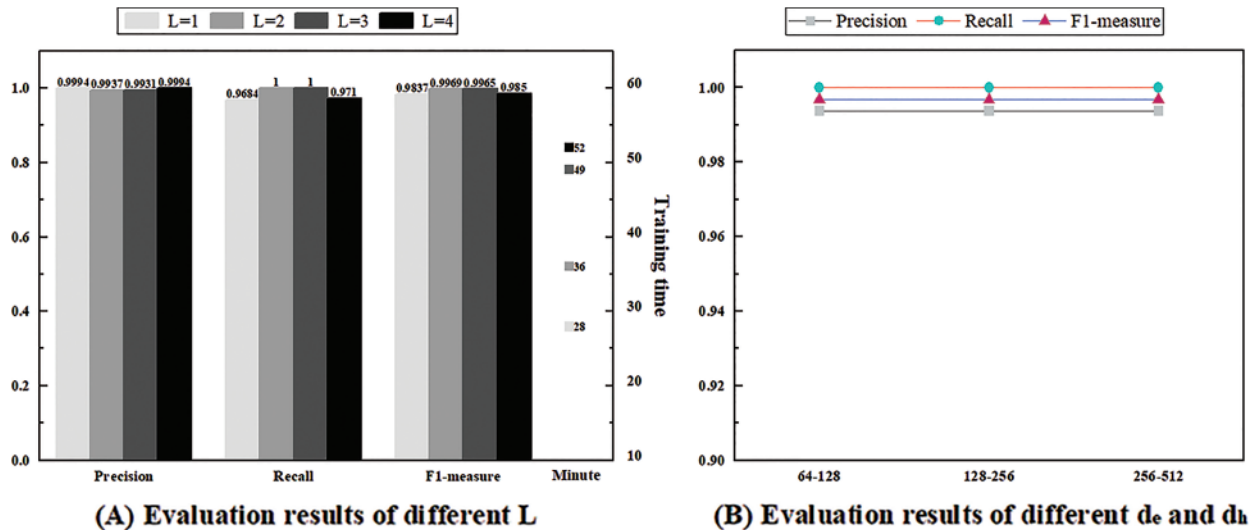 L=1 L=2 L=3 L=4
Precision Recall F1-measure
0.9994 0.9937 0.9931 0.9994 0.9684 1 1 0.971 0.9837 0.9969 0.9965 0.985
1.0
0.8
0.6
0.4
0.2
0.0
52
49
36
28
60
50
40
30
20
10
Training time
Precision Recall F1-measure Minute
(A) Evaluation results of different L
1.00
0.98
0.96
0.94
0.92
0.90
64-128 128-256 256-512
(B) Evaluation results of different de and dh